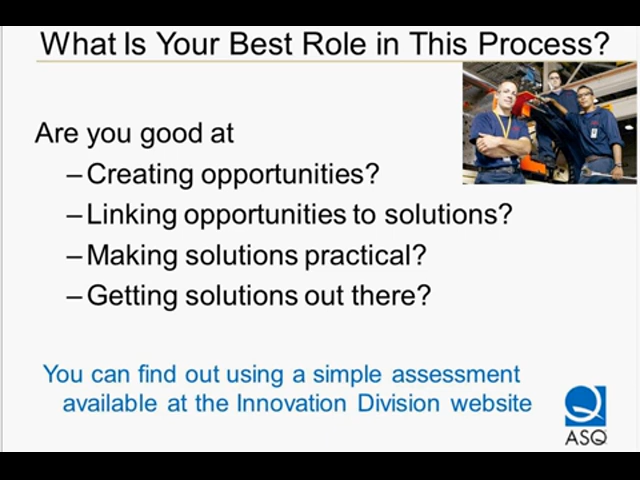 What Is Your Best Role in This Process?
Are you good at
–Creating opportunities?
–Linking opportunities to solutions?
–Making solutions practical?
–Getting solutions out there?
You can find out using a simple assessment
available at the Innovation Division website
ASQ